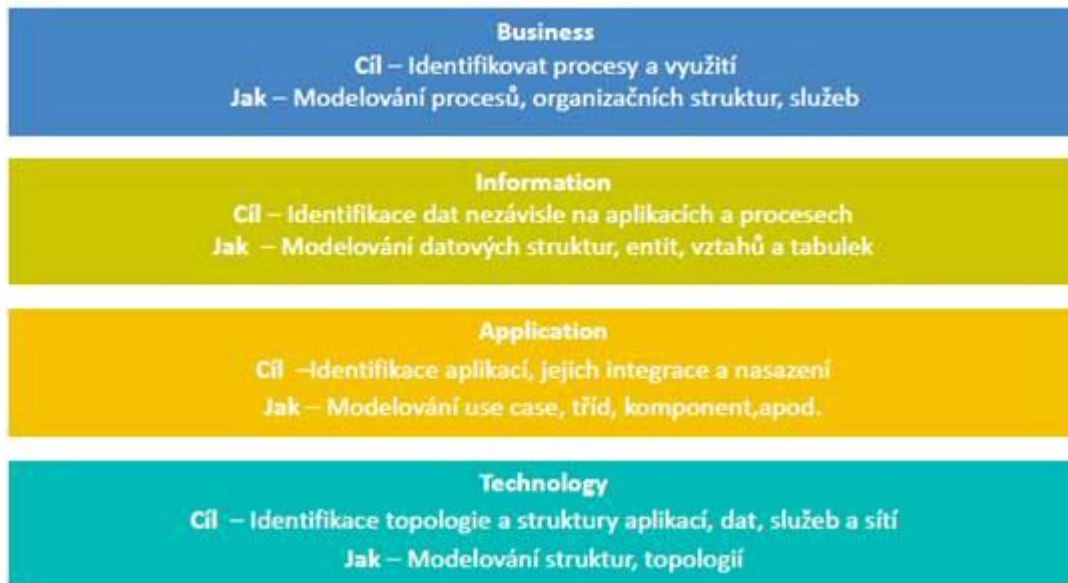 Business
Cíl – Identifikovat procesy a využití
Jak – Modelování procesů, organizačních struktur, služeb
Information
Cíl – Identifikace dat nezávisle na aplikacích a procesech
Jak – Modelování datových struktur, entit, vztahů a tabulek
Application
Cíl –Identifikace aplikací, jejich integrace a nasazení
Jak – Modelování use case, tříd, komponent,apod.
Technology
Cíl – Identifikace topologie a struktury aplikací, dat, služeb a sítí
Jak – Modelování struktur, topologií